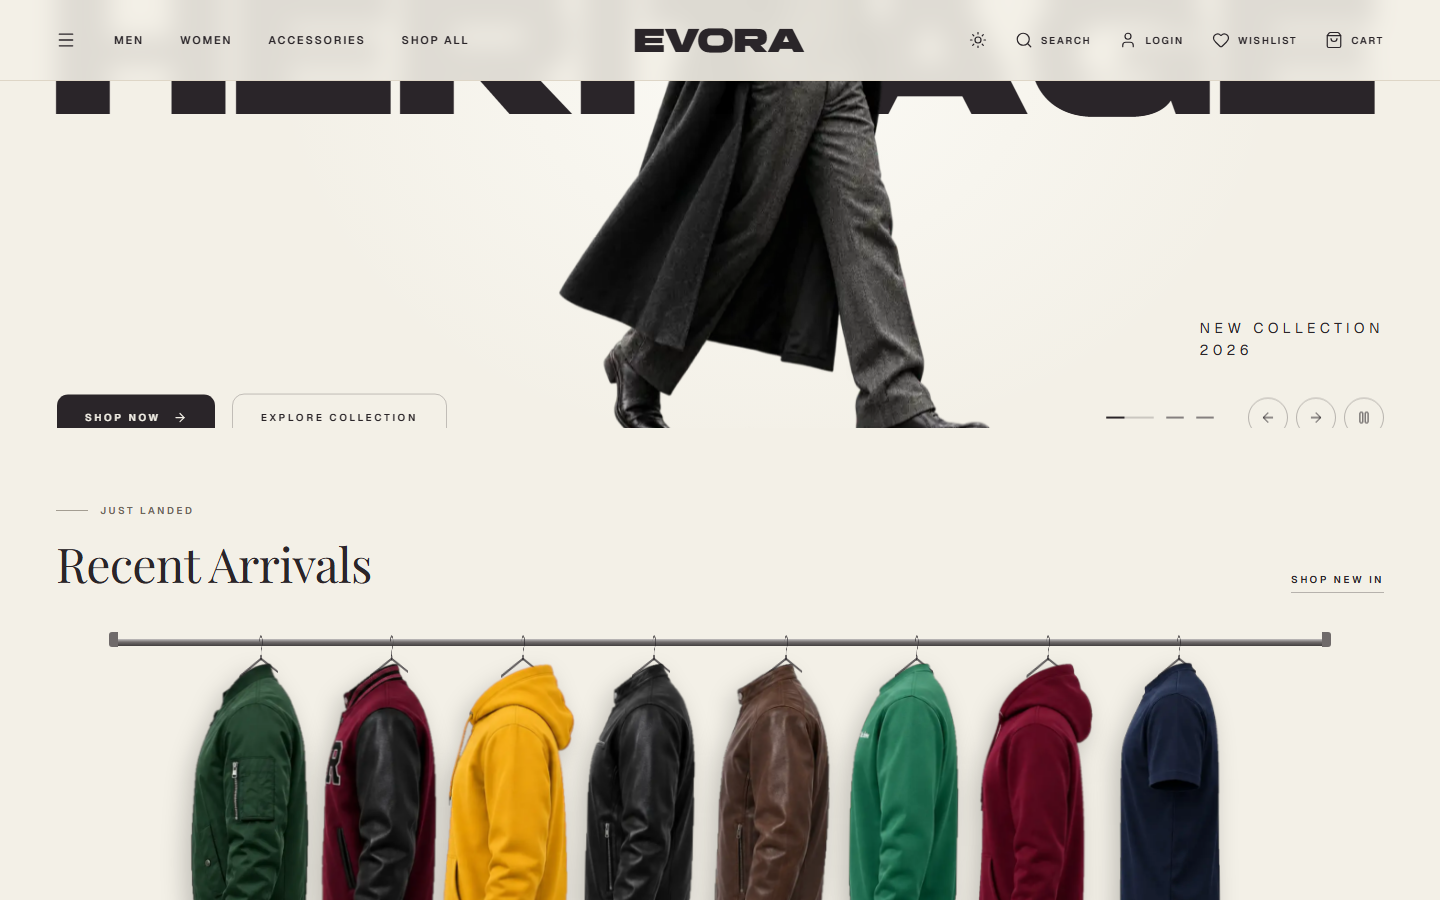 MEN
WOMEN
ACCESSORIES
SHOP ALL
EVORA
SEARCH
LOGIN
WISHLIST
CART
HERITAGE
NEW COLLECTION
2026
SHOP NOW
EXPLORE COLLECTION
JUST LANDED
Recent Arrivals
SHOP NEW IN
R